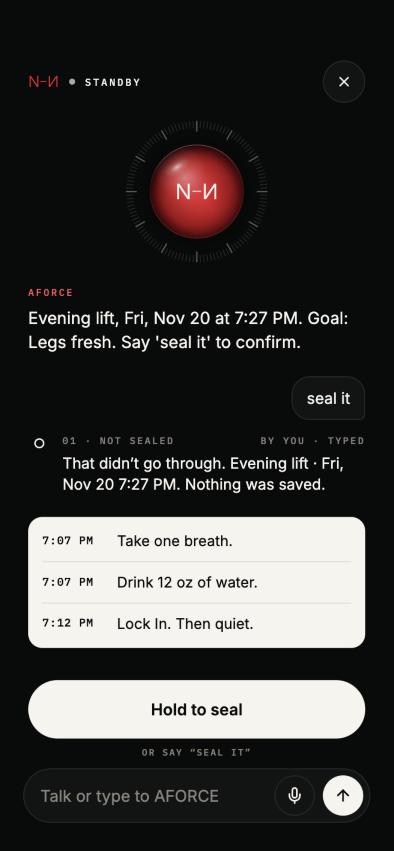 N–И STANDBY
N–И
AFORCE
Evening lift, Fri, Nov 20 at 7:27 PM. Goal:
Legs fresh. Say 'seal it' to confirm.
seal it
01 · NOT SEALED BY YOU · TYPED
That didn’t go through. Evening lift · Fri,
Nov 20 7:27 PM. Nothing was saved.
7:07 PM Take one breath.
7:07 PM Drink 12 oz of water.
7:12 PM Lock In. Then quiet.
Hold to seal
OR SAY “SEAL IT”
Talk or type to AFORCE